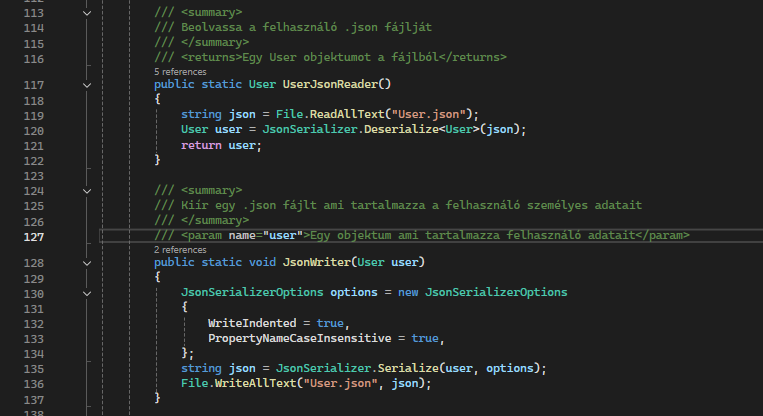 113 /// <summary>
114 /// Beolvassa a felhasználó .json fájlját
115 /// </summary>
116 /// <returns>Egy User objektumot a fájlból</returns>
5 references
117 public static User UserJsonReader()
118 {
119 string json = File.ReadAllText("User.json");
120 User user = JsonSerializer.Deserialize<User>(json);
121 return user;
122 }
123
124 /// <summary>
125 /// Kiir egy .json fájlt ami tartalmazza a felhasználó személyes adatait
126 /// </summary>
127 /// <param name="user">Egy objektum ami tartalmazza felhasználó adatait</param>
2 references
128 public static void JsonWriter(User user)
129 {
130 JsonSerializerOptions options = new JsonSerializerOptions
131 {
132 WriteIndented = true,
133 PropertyNameCaseInsensitive = true,
134 };
135 string json = JsonSerializer.Serialize(user, options);
136 File.WriteAllText("User.json", json);
137 }
138